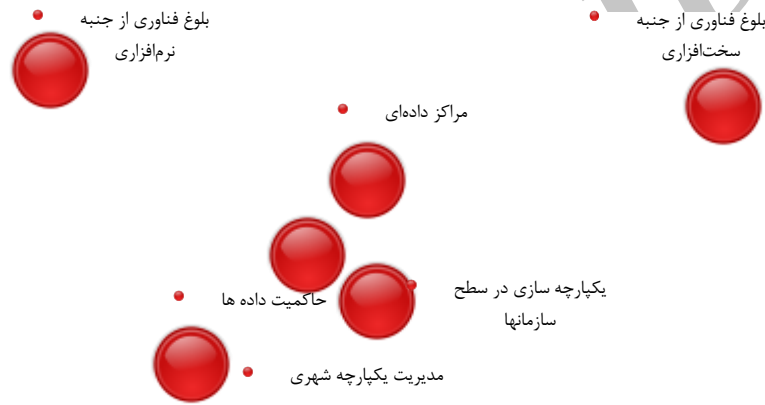 بلوغ فناوری از جنبه
سخت‌افزاری
بلوغ فناوری از جنبه
نرم‌افزاری
مراکز داده‌ای
یکپارچه سازی در سطح
سازمانها
حاکمیت داده ها
مدیریت یکپارچه شهری